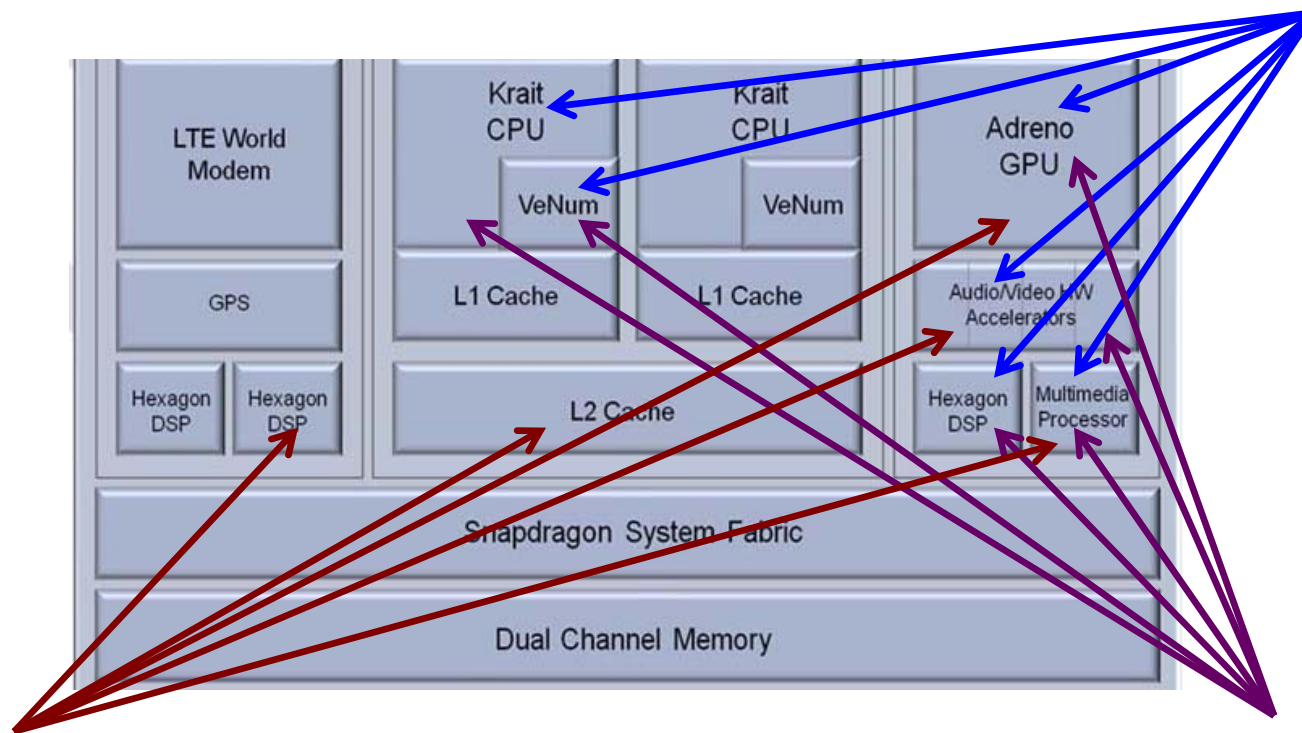 LTE World
Modem
GPS
Hexagon
DSP
Hexagon
DSP
Krait
CPU
VeNum
L1 Cache
Krait
CPU
VeNum
L1 Cache
L2 Cache
Adreno
GPU
Audio/Video HW
Accelerators
Hexagon
DSP
Multimedia
Processor
Snapdragon System Fabric
Dual Channel Memory